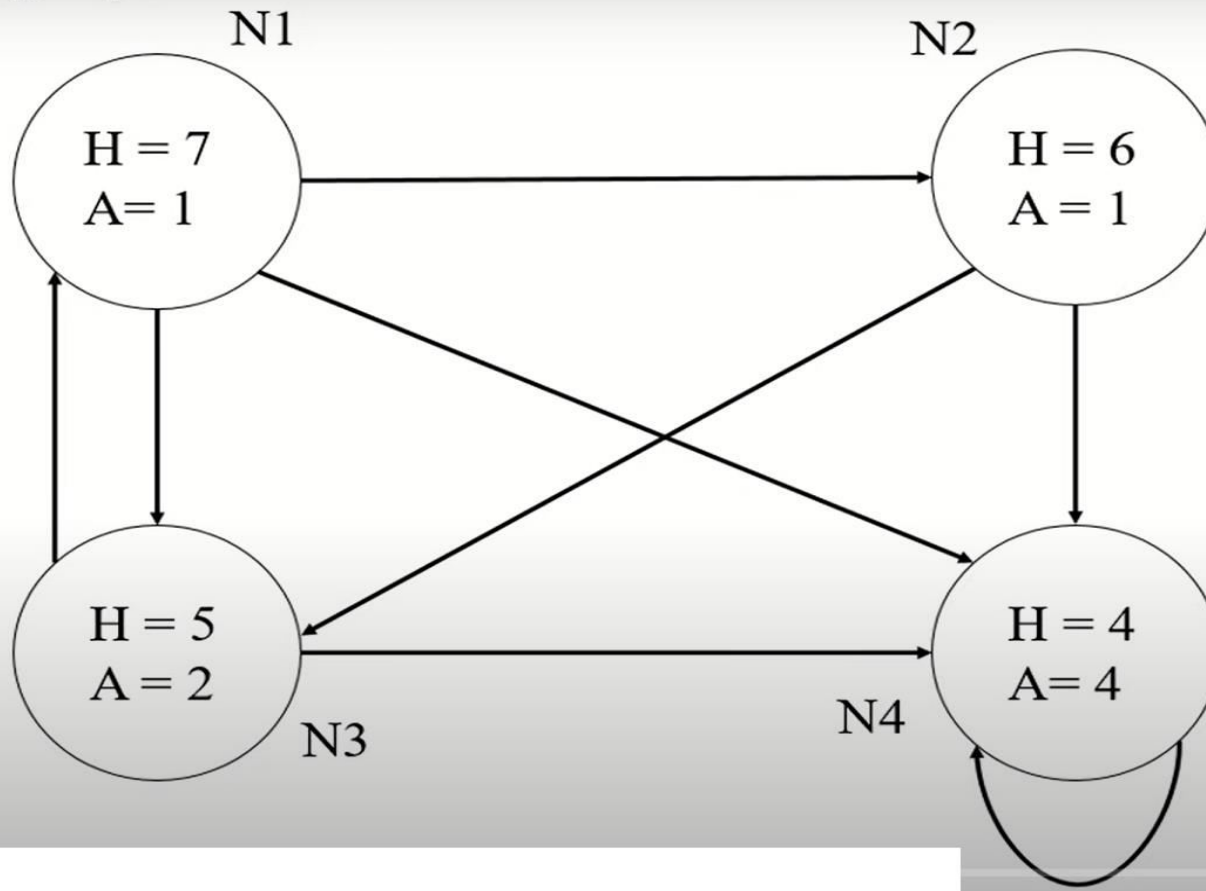 N1
N2
H = 7
A= 1
H = 6
A = 1
H = 5
A = 2
N3
H = 4
A= 4
N4